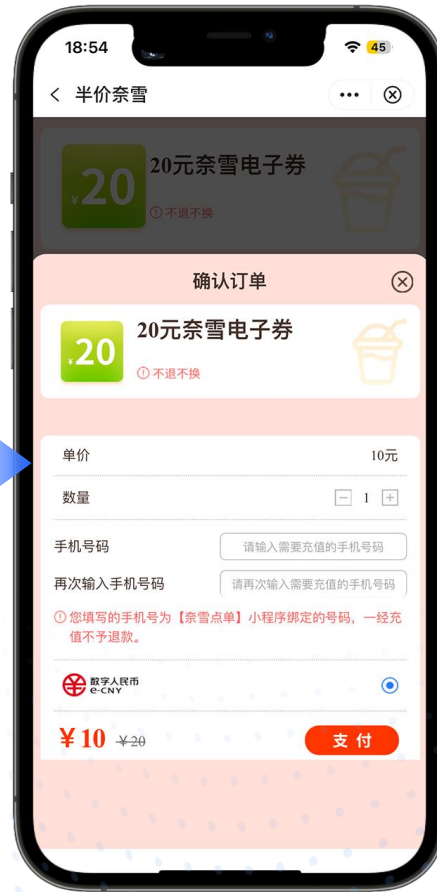 18:54
45
半价奈雪
¥20
20元奈雪电子券
不退不换
确认订单
¥20
20元奈雪电子券
不退不换
单价 10元
数量 1
手机号码 请输入需要充值的手机号码
再次输入手机号码 请再次输入需要充值的手机号码
您填写的手机号为【奈雪点单】小程序绑定的号码，一经充
值不予退款。
数字人民币
e-CNY
¥10 ¥20 支付